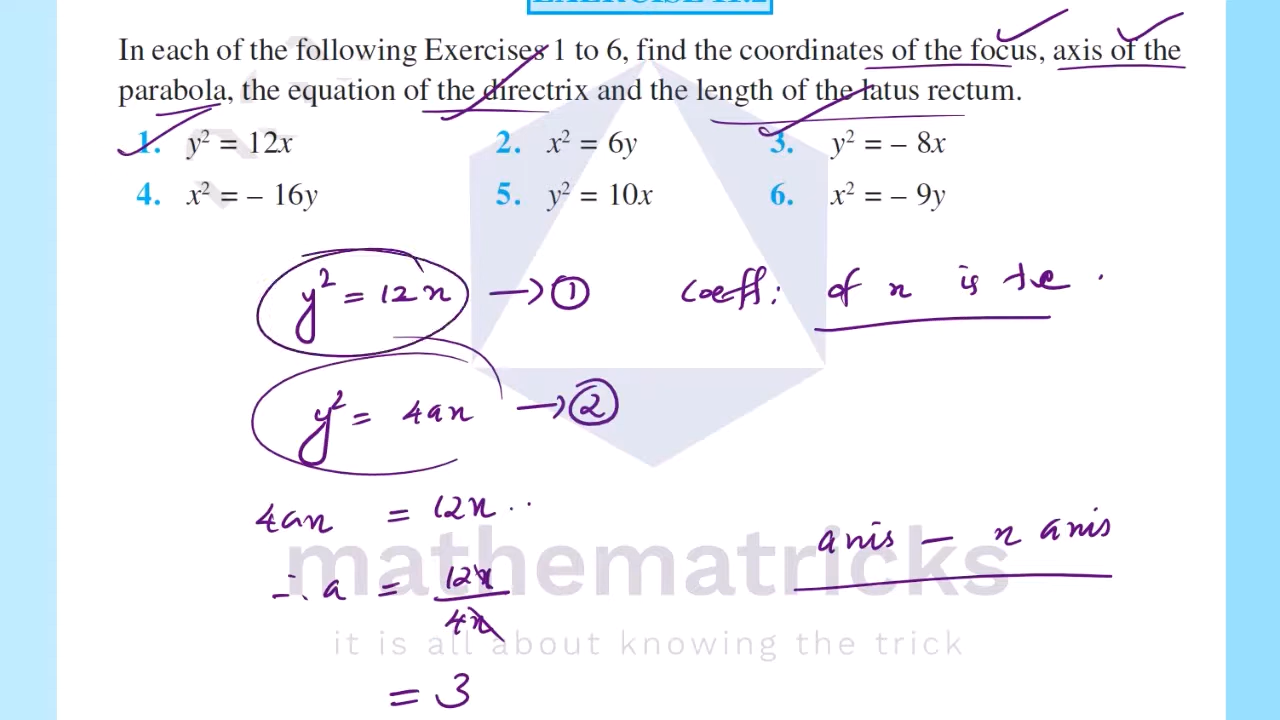 In each of the following Exercises 1 to 6, find the coordinates of the focus, axis of the
parabola, the equation of the directrix and the length of the latus rectum.
1. y² = 12x 2. x² = 6y 3. y² = – 8x
4. x² = – 16y 5. y² = 10x 6. x² = – 9y
y² = 12x → ① coeff: of x is +ve.
y² = 4ax → ②
4ax = 12x ..
axis – x axis
mathematricks
∴ a = 12x/4x
it is all about knowing the trick
= 3